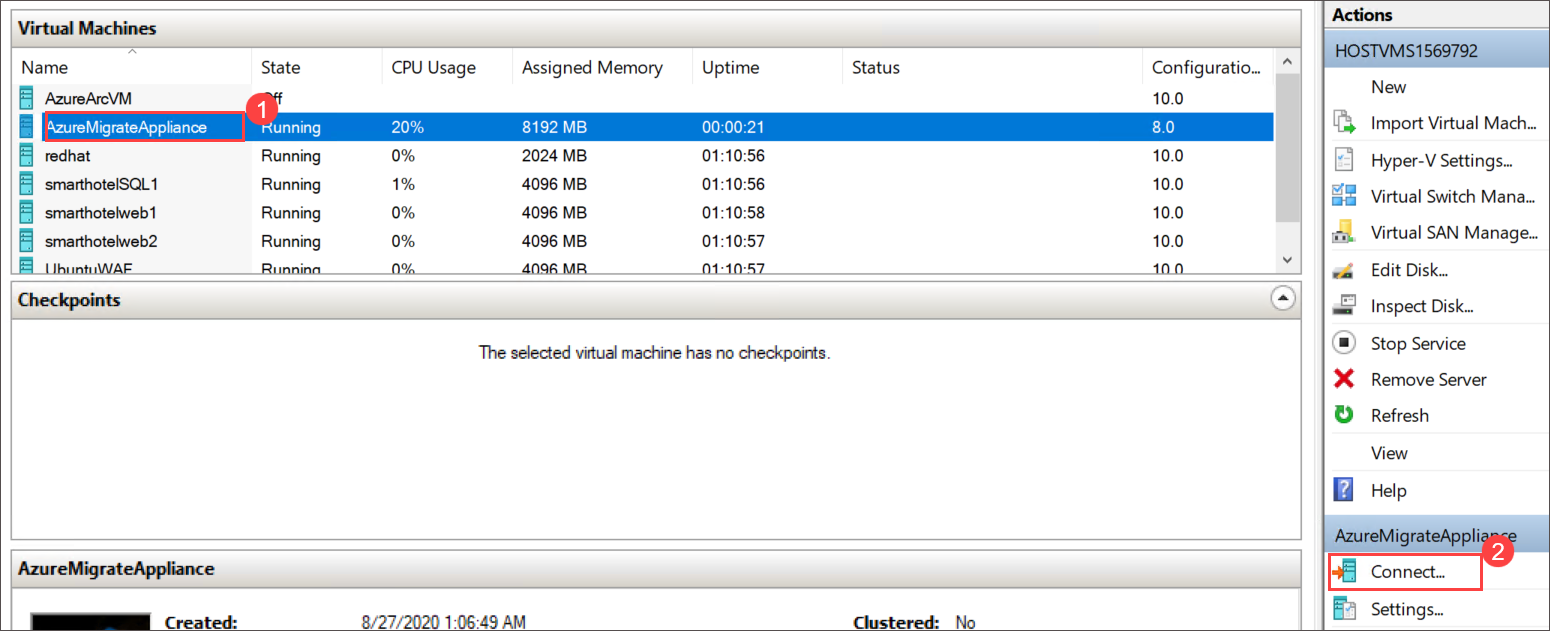 Virtual Machines
Name State CPU Usage Assigned Memory Uptime Status Configuratio...
AzureArcVM Off 10.0
1
AzureMigrateAppliance Running 20% 8192 MB 00:00:21 8.0
redhat Running 0% 2024 MB 01:10:56 10.0
smarthotelSQL1 Running 1% 4096 MB 01:10:56 10.0
smarthotelweb1 Running 0% 4096 MB 01:10:58 10.0
smarthotelweb2 Running 0% 4096 MB 01:10:57 10.0
UbuntuWAF Running 0% 4096 MB 01:10:57 10.0
Checkpoints
The selected virtual machine has no checkpoints.
AzureMigrateAppliance
Created: 8/27/2020 1:06:49 AM Clustered: No
Actions
HOSTVMS1569792
New
Import Virtual Mach...
Hyper-V Settings...
Virtual Switch Mana...
Virtual SAN Manage...
Edit Disk...
Inspect Disk...
Stop Service
Remove Server
Refresh
View
Help
AzureMigrateAppliance
2
Connect...
Settings...